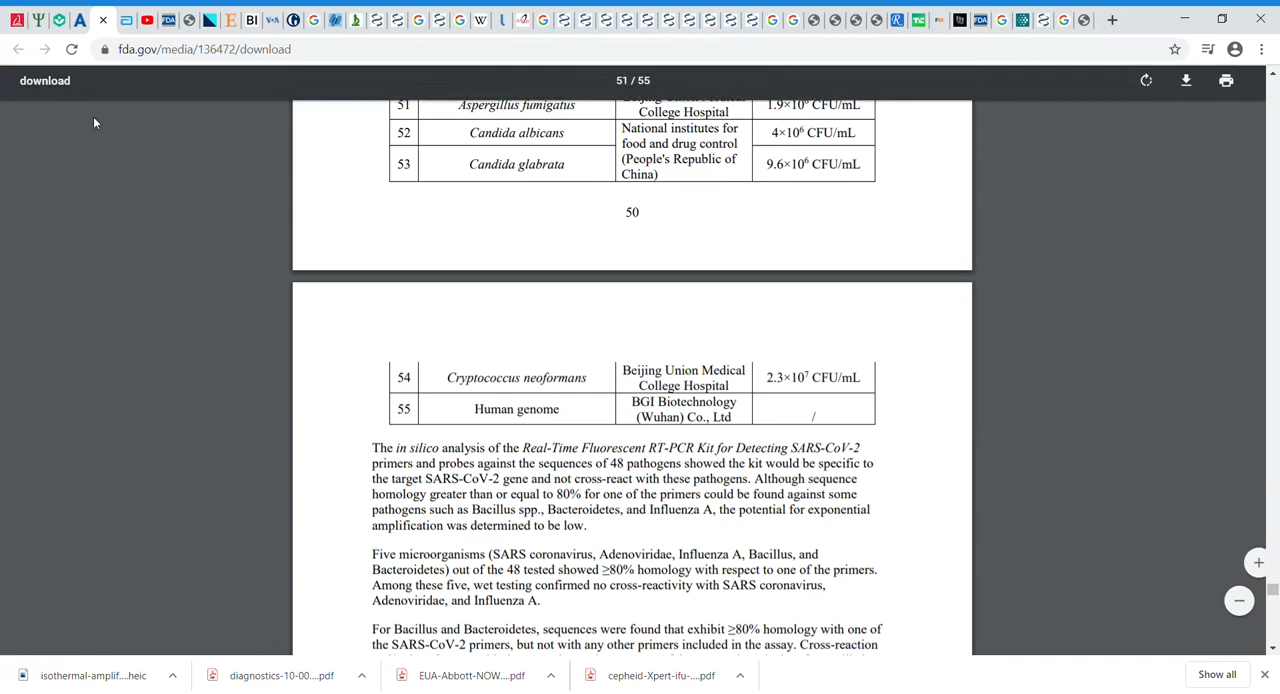 fda.gov/media/136472/download
download
51 / 55
51 Aspergillus fumigatus Beijing Union Medical College Hospital 1.9×10⁶ CFU/mL
52 Candida albicans National institutes for 4×10⁶ CFU/mL
food and drug control
53 Candida glabrata (People's Republic of 9.6×10⁶ CFU/mL
China)
50
54 Cryptococcus neoformans Beijing Union Medical 2.3×10⁷ CFU/mL
College Hospital
55 Human genome BGI Biotechnology /
(Wuhan) Co., Ltd
The in silico analysis of the Real-Time Fluorescent RT-PCR Kit for Detecting SARS-CoV-2
primers and probes against the sequences of 48 pathogens showed the kit would be specific to
the target SARS-CoV-2 gene and not cross-react with these pathogens. Although sequence
homology greater than or equal to 80% for one of the primers could be found against some
pathogens such as Bacillus spp., Bacteroidetes, and Influenza A, the potential for exponential
amplification was determined to be low.
Five microorganisms (SARS coronavirus, Adenoviridae, Influenza A, Bacillus, and
Bacteroidetes) out of the 48 tested showed ≥80% homology with respect to one of the primers.
Among these five, wet testing confirmed no cross-reactivity with SARS coronavirus,
Adenoviridae, and Influenza A.
For Bacillus and Bacteroidetes, sequences were found that exhibit ≥80% homology with one of
the SARS-CoV-2 primers, but not with any other primers included in the assay. Cross-reaction
isothermal-amplif....heic
diagnostics-10-00....pdf
EUA-Abbott-NOW....pdf
cepheid-Xpert-ifu-....pdf
Show all